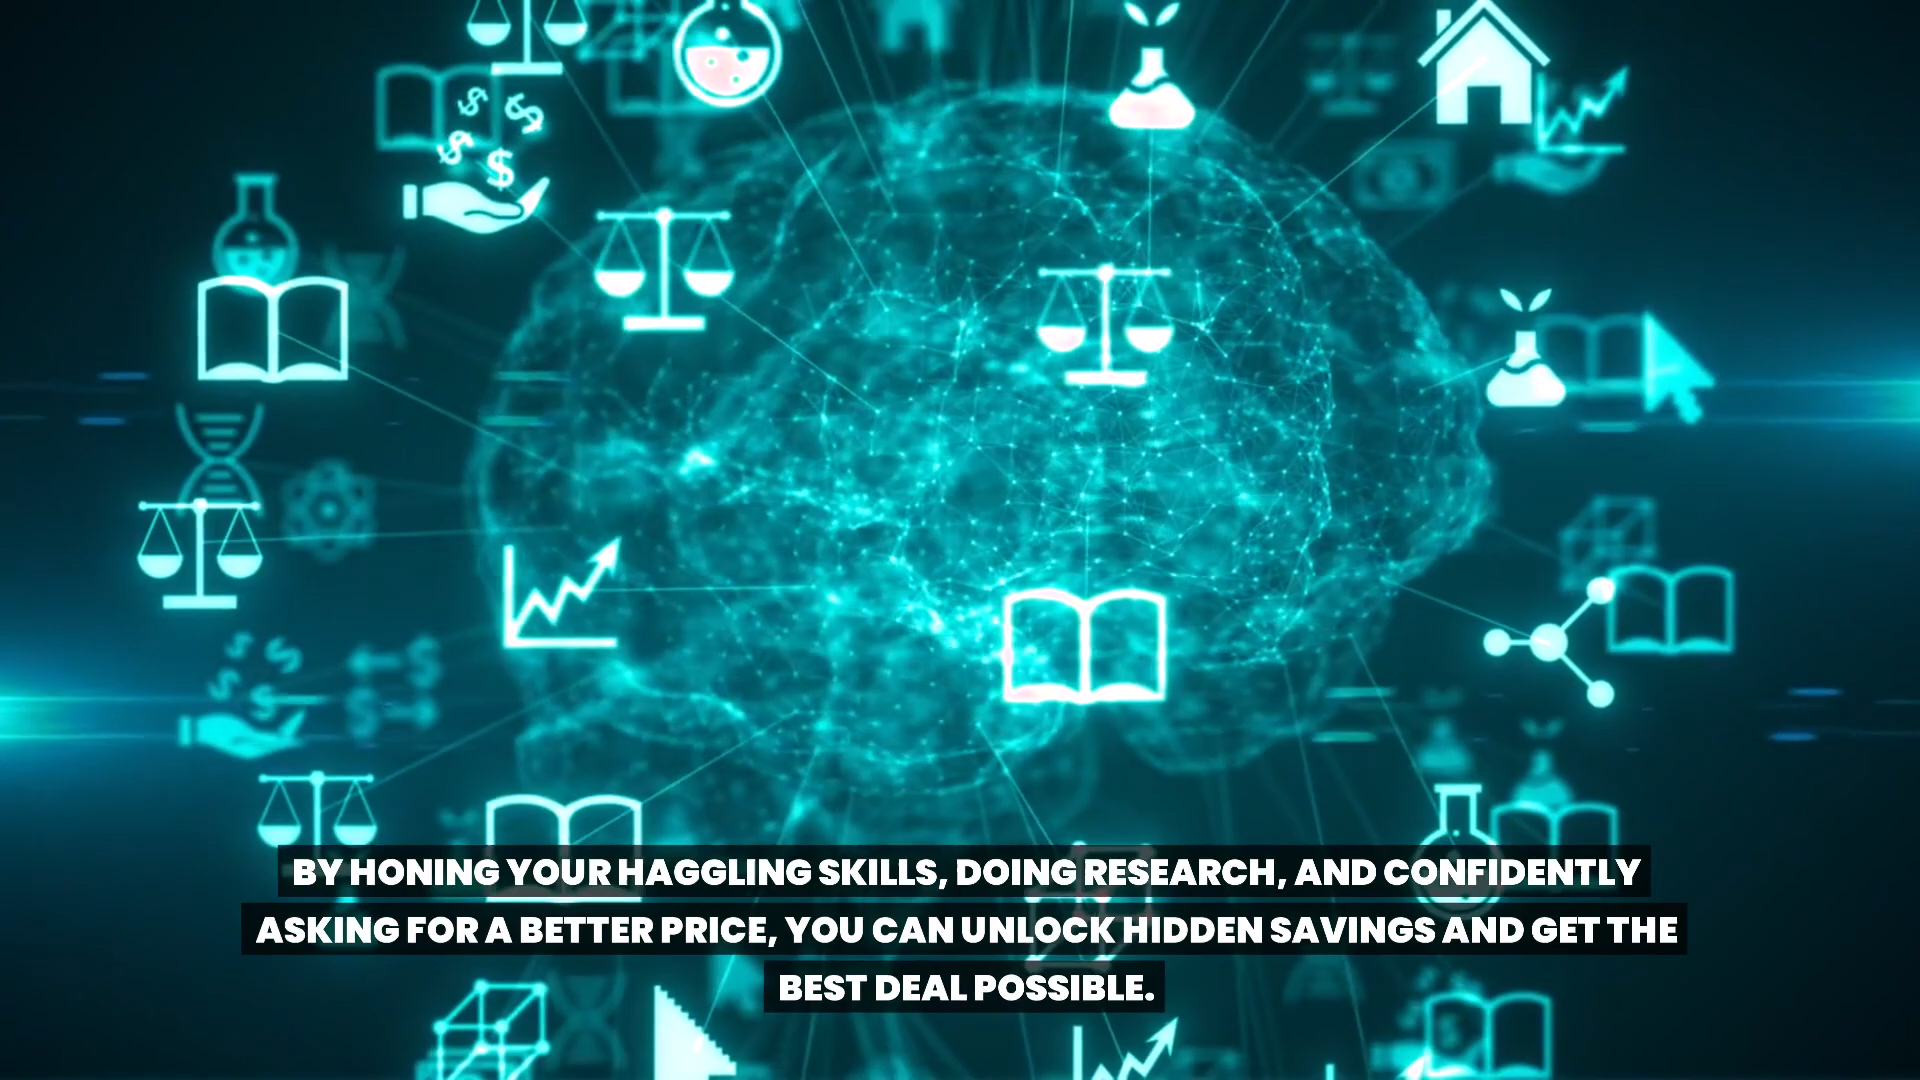 BY HONING YOUR HAGGLING SKILLS, DOING RESEARCH, AND CONFIDENTLY
ASKING FOR A BETTER PRICE, YOU CAN UNLOCK HIDDEN SAVINGS AND GET THE
BEST DEAL POSSIBLE.